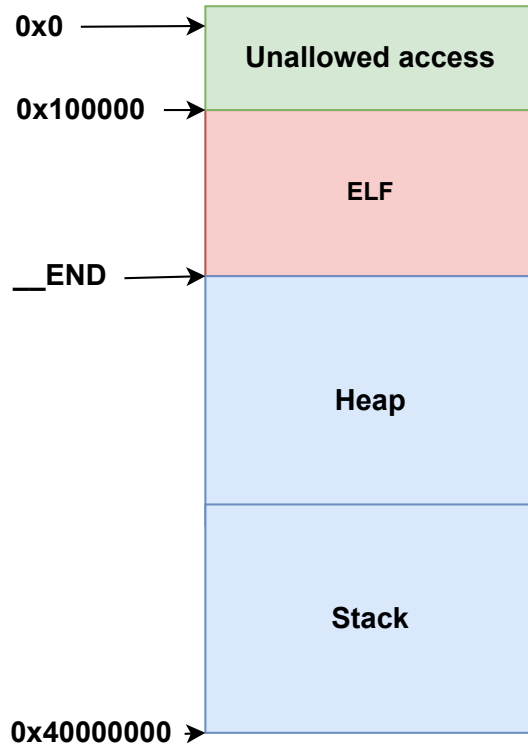 0x0
Unallowed access
0x100000
ELF
__END
Heap
Stack
0x40000000